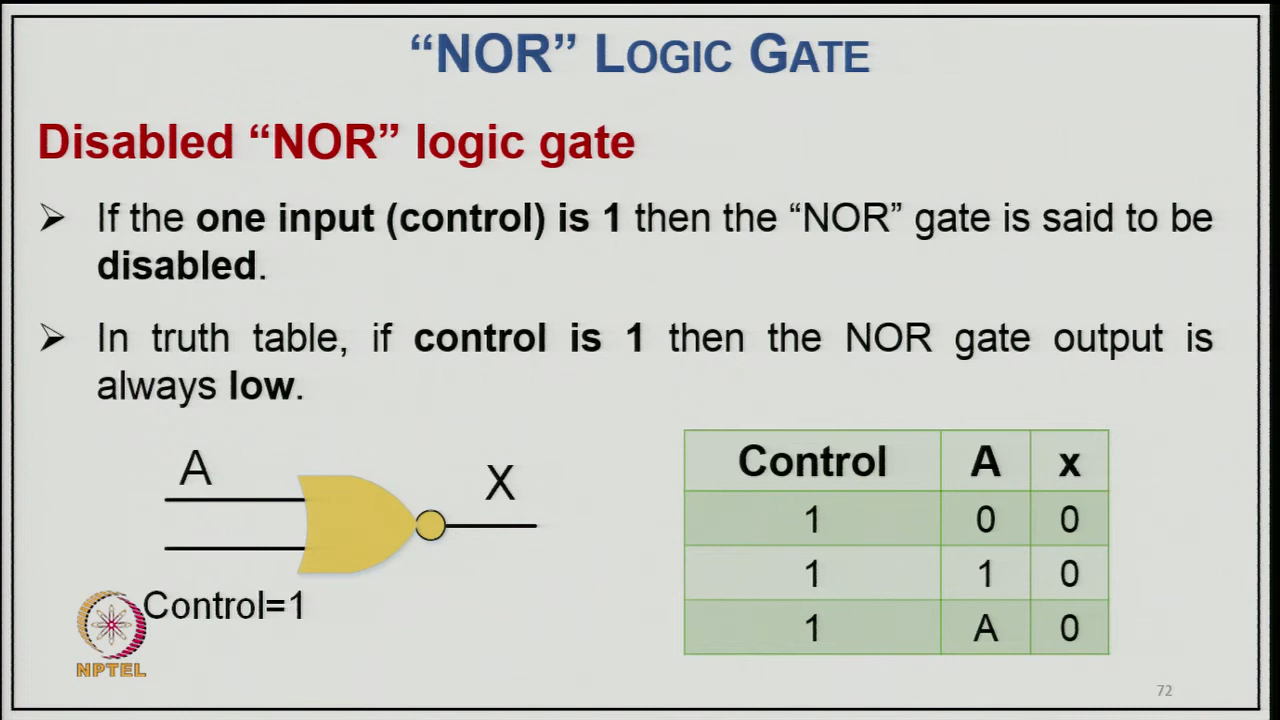 “NOR” LOGIC GATE
Disabled “NOR” logic gate
➢ If the one input (control) is 1 then the “NOR” gate is said to be
disabled.
➢ In truth table, if control is 1 then the NOR gate output is
always low.
A
X
Control=1
Control A x
1 0 0
1 1 0
1 A 0
NPTEL
72